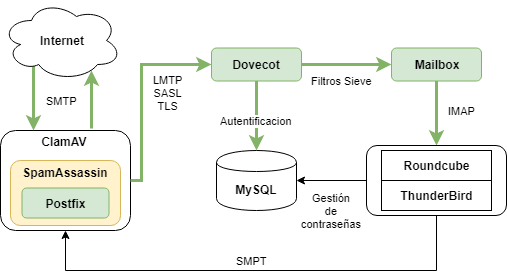 Internet
SMTP
LMTP
SASL
TLS
Dovecot
Filtros Sieve
Mailbox
Autentificacion
IMAP
ClamAV
SpamAssassin
Postfix
MySQL
Gestión
de
contraseñas
Roundcube
ThunderBird
SMPT